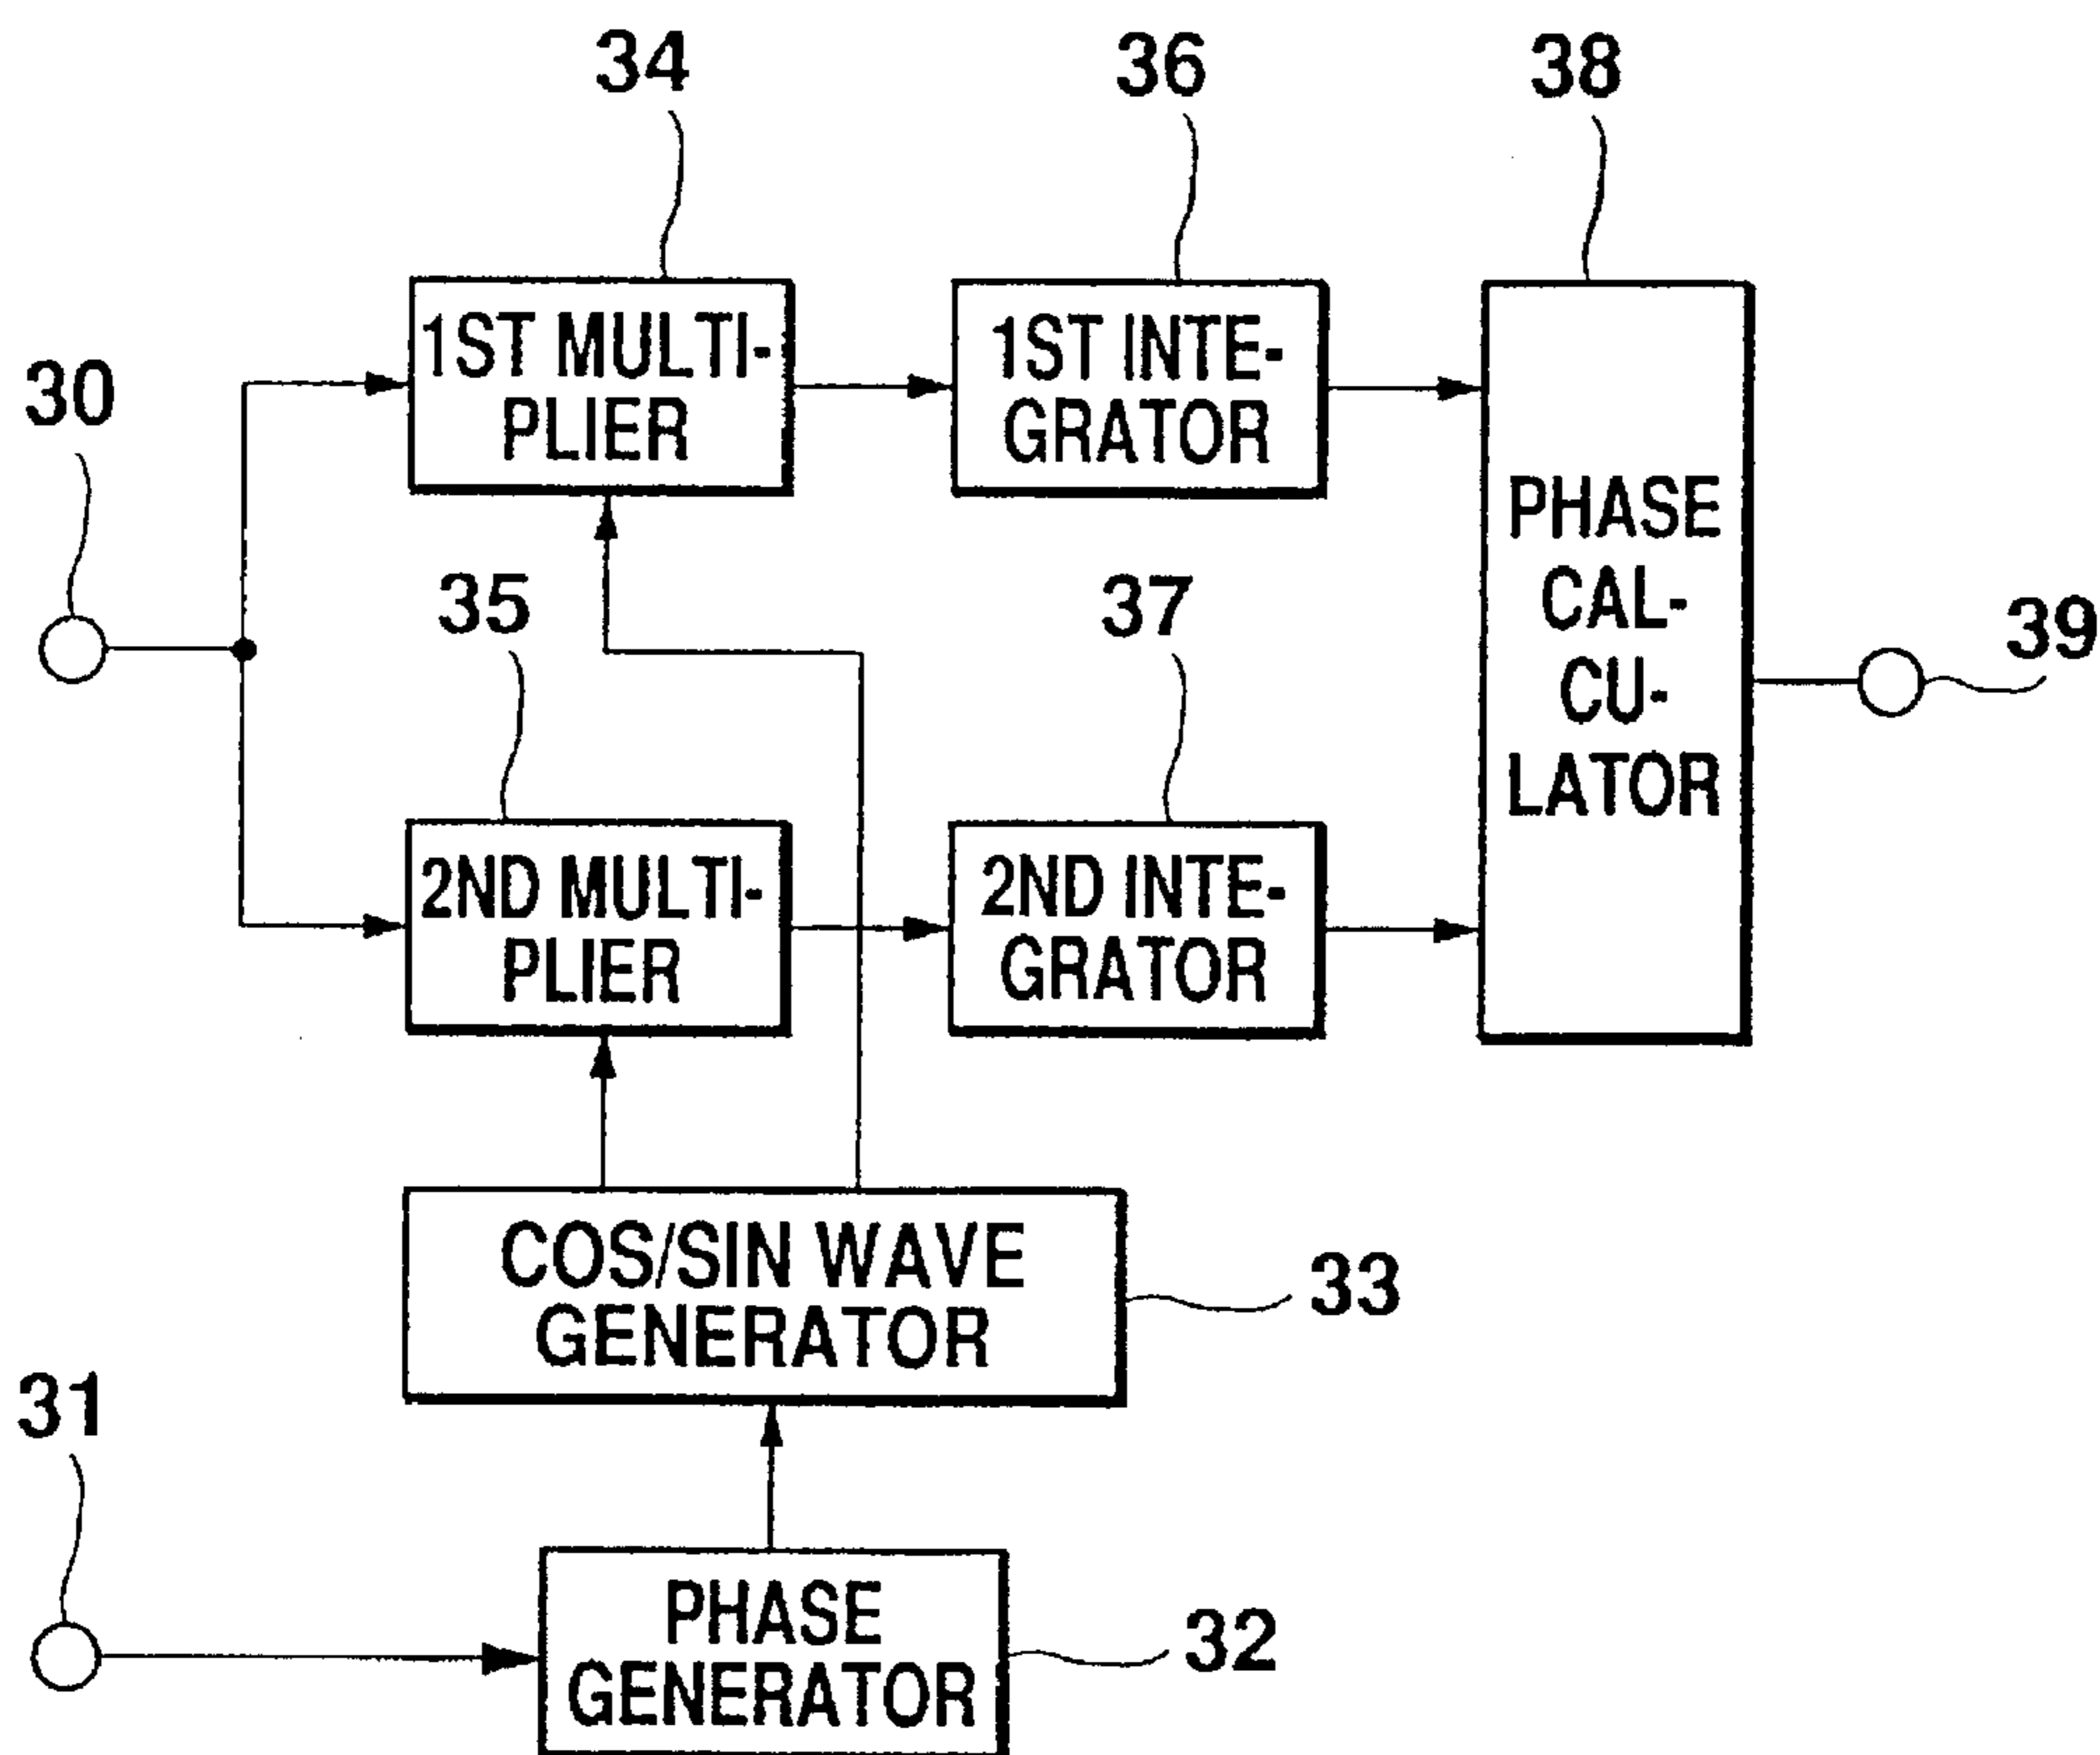 34
36
38
1ST MULTI-
PLIER
1ST INTE-
GRATOR
30
PHASE
CAL-
CU-
LATOR
35
37
39
2ND MULTI-
PLIER
2ND INTE-
GRATOR
COS/SIN WAVE
GENERATOR
33
31
PHASE
GENERATOR
32